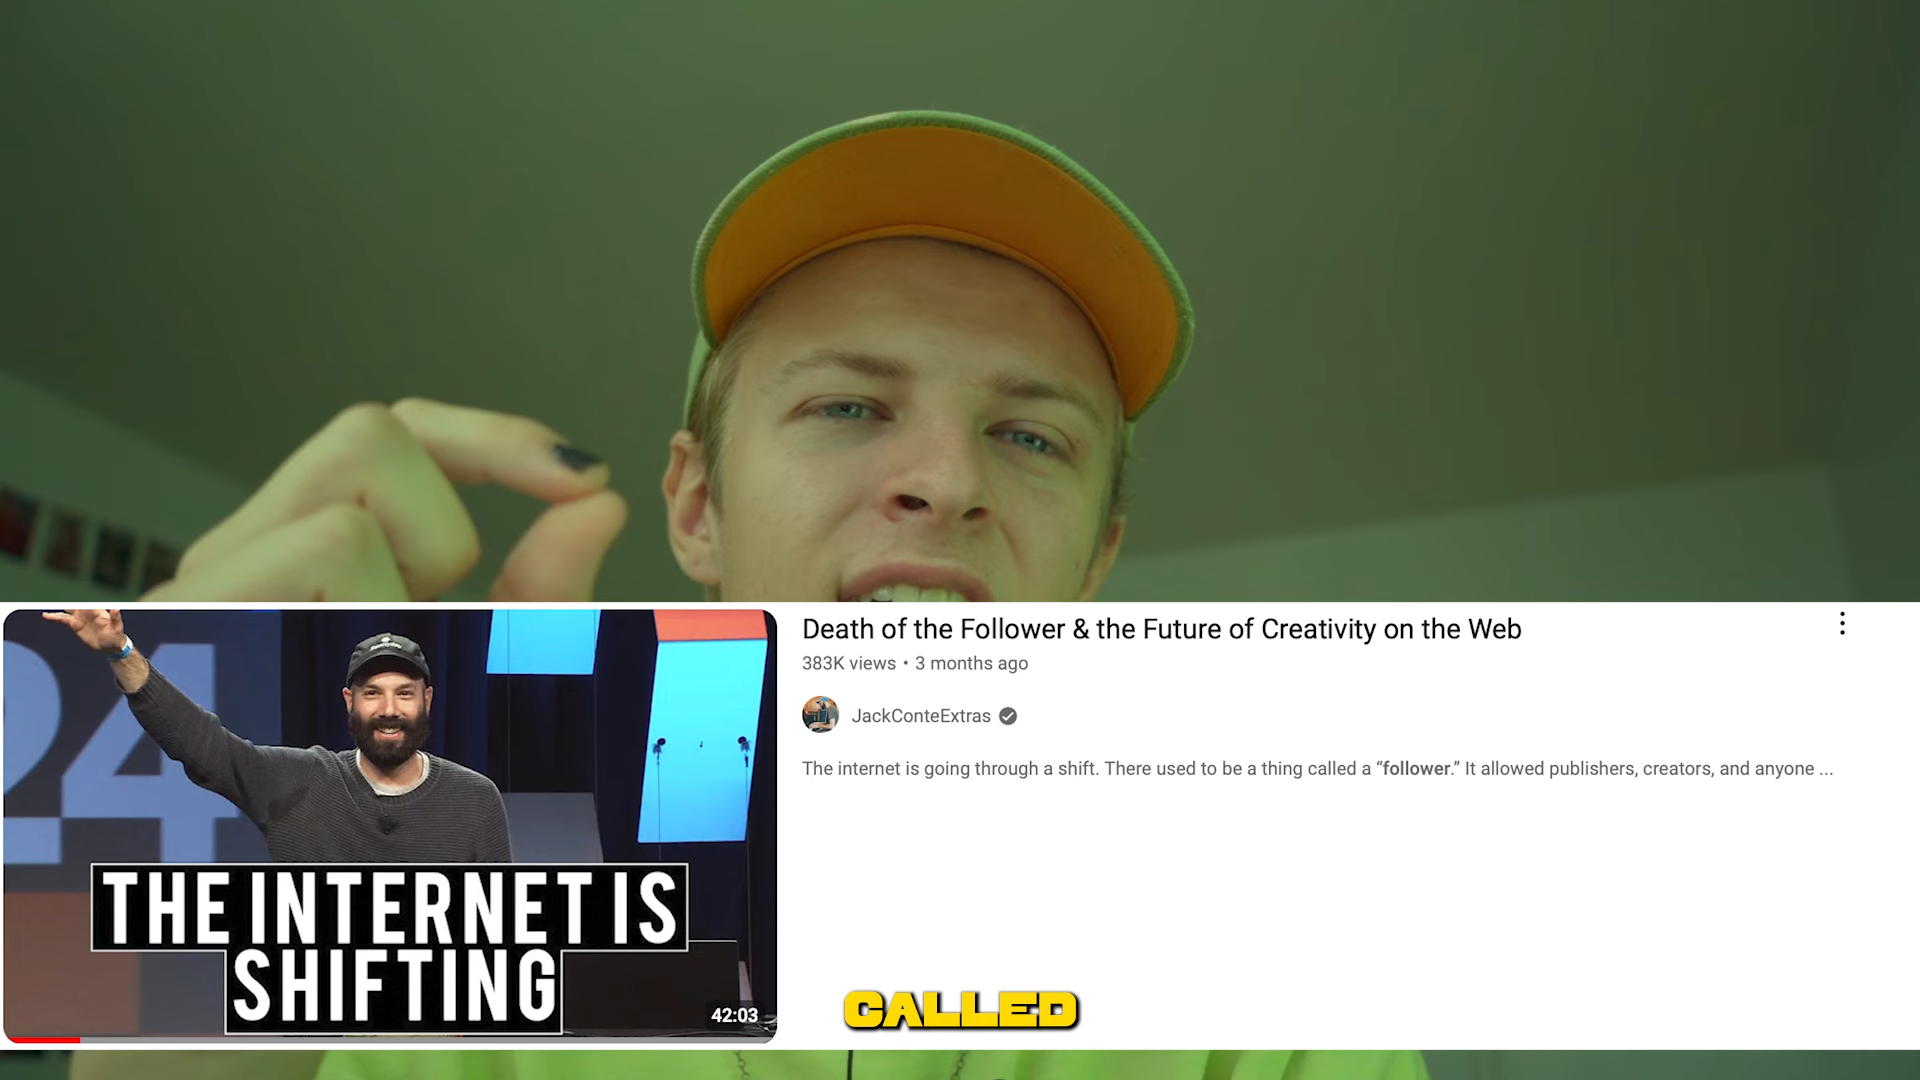 Death of the Follower & the Future of Creativity on the Web
383K views • 3 months ago
JackConteExtras
The internet is going through a shift. There used to be a thing called a “follower.” It allowed publishers, creators, and anyone ...
24
THE INTERNET IS
SHIFTING
42:03
CALLED